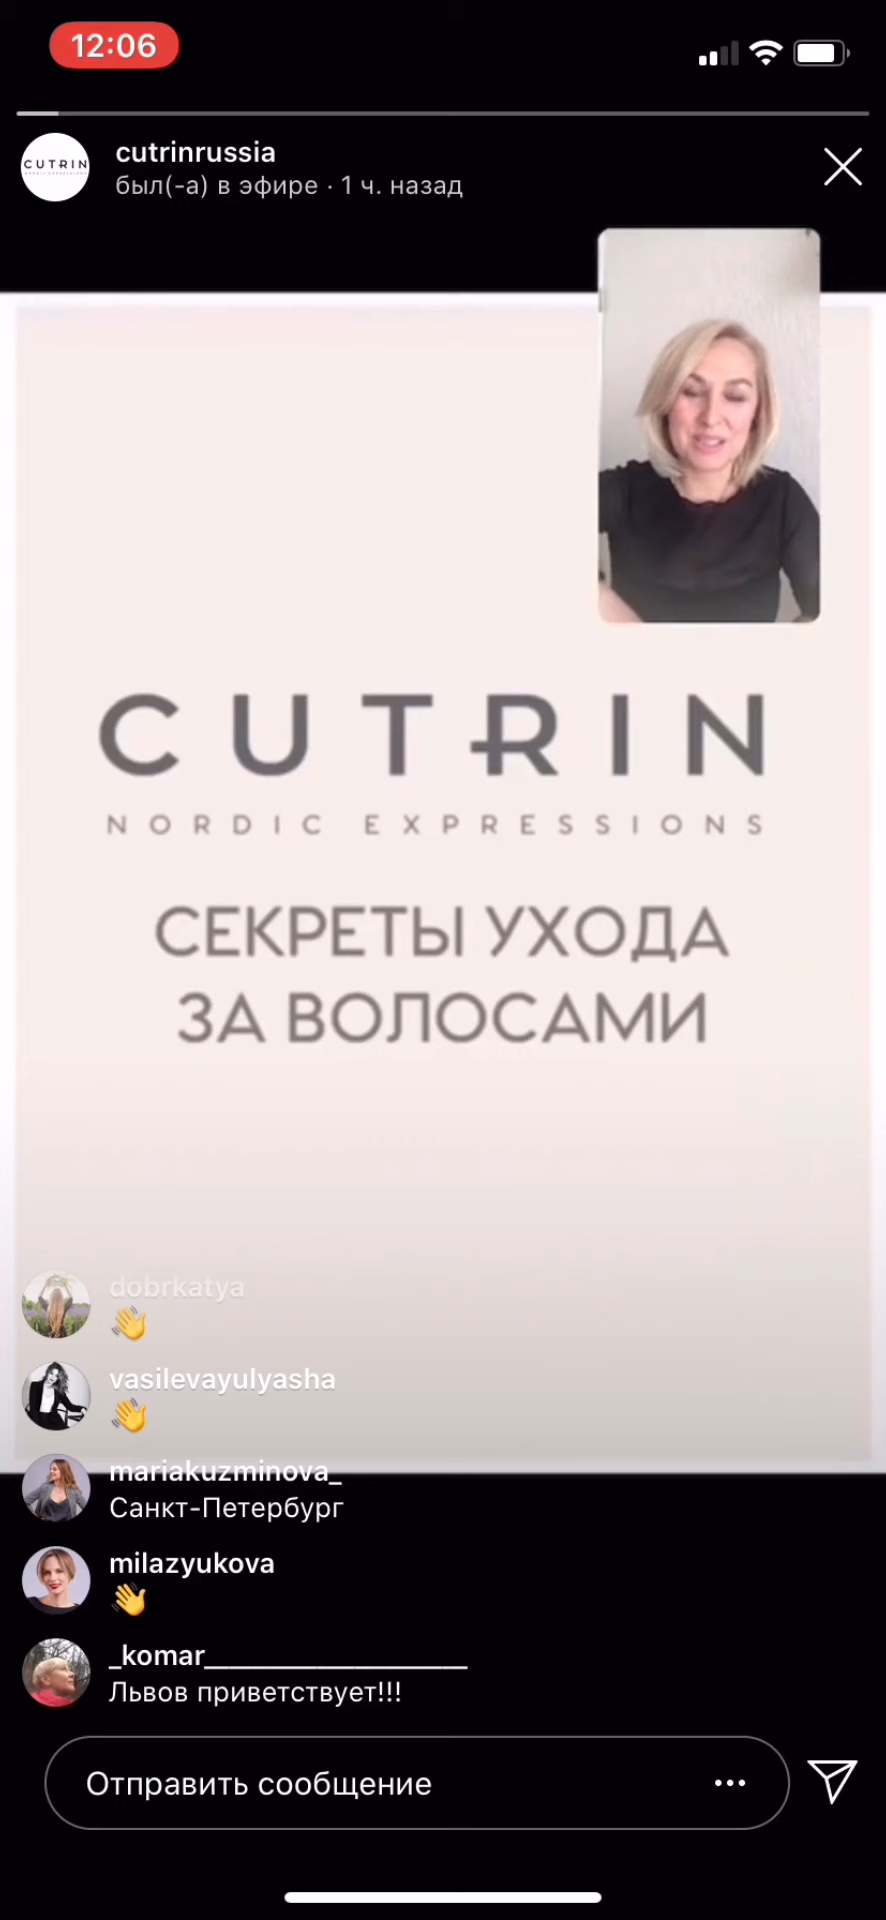 12:06
CUTRIN
cutrinrussia
был(-а) в эфире · 1 ч. назад
CUTRIN
NORDIC EXPRESSIONS
СЕКРЕТЫ УХОДА
ЗА ВОЛОСАМИ
dobrkatya
👋
vasilevayulyasha
👋
mariakuzminova_
Санкт-Петербург
milazyukova
👋
_komar___________________
Львов приветствует!!!
Отправить сообщение